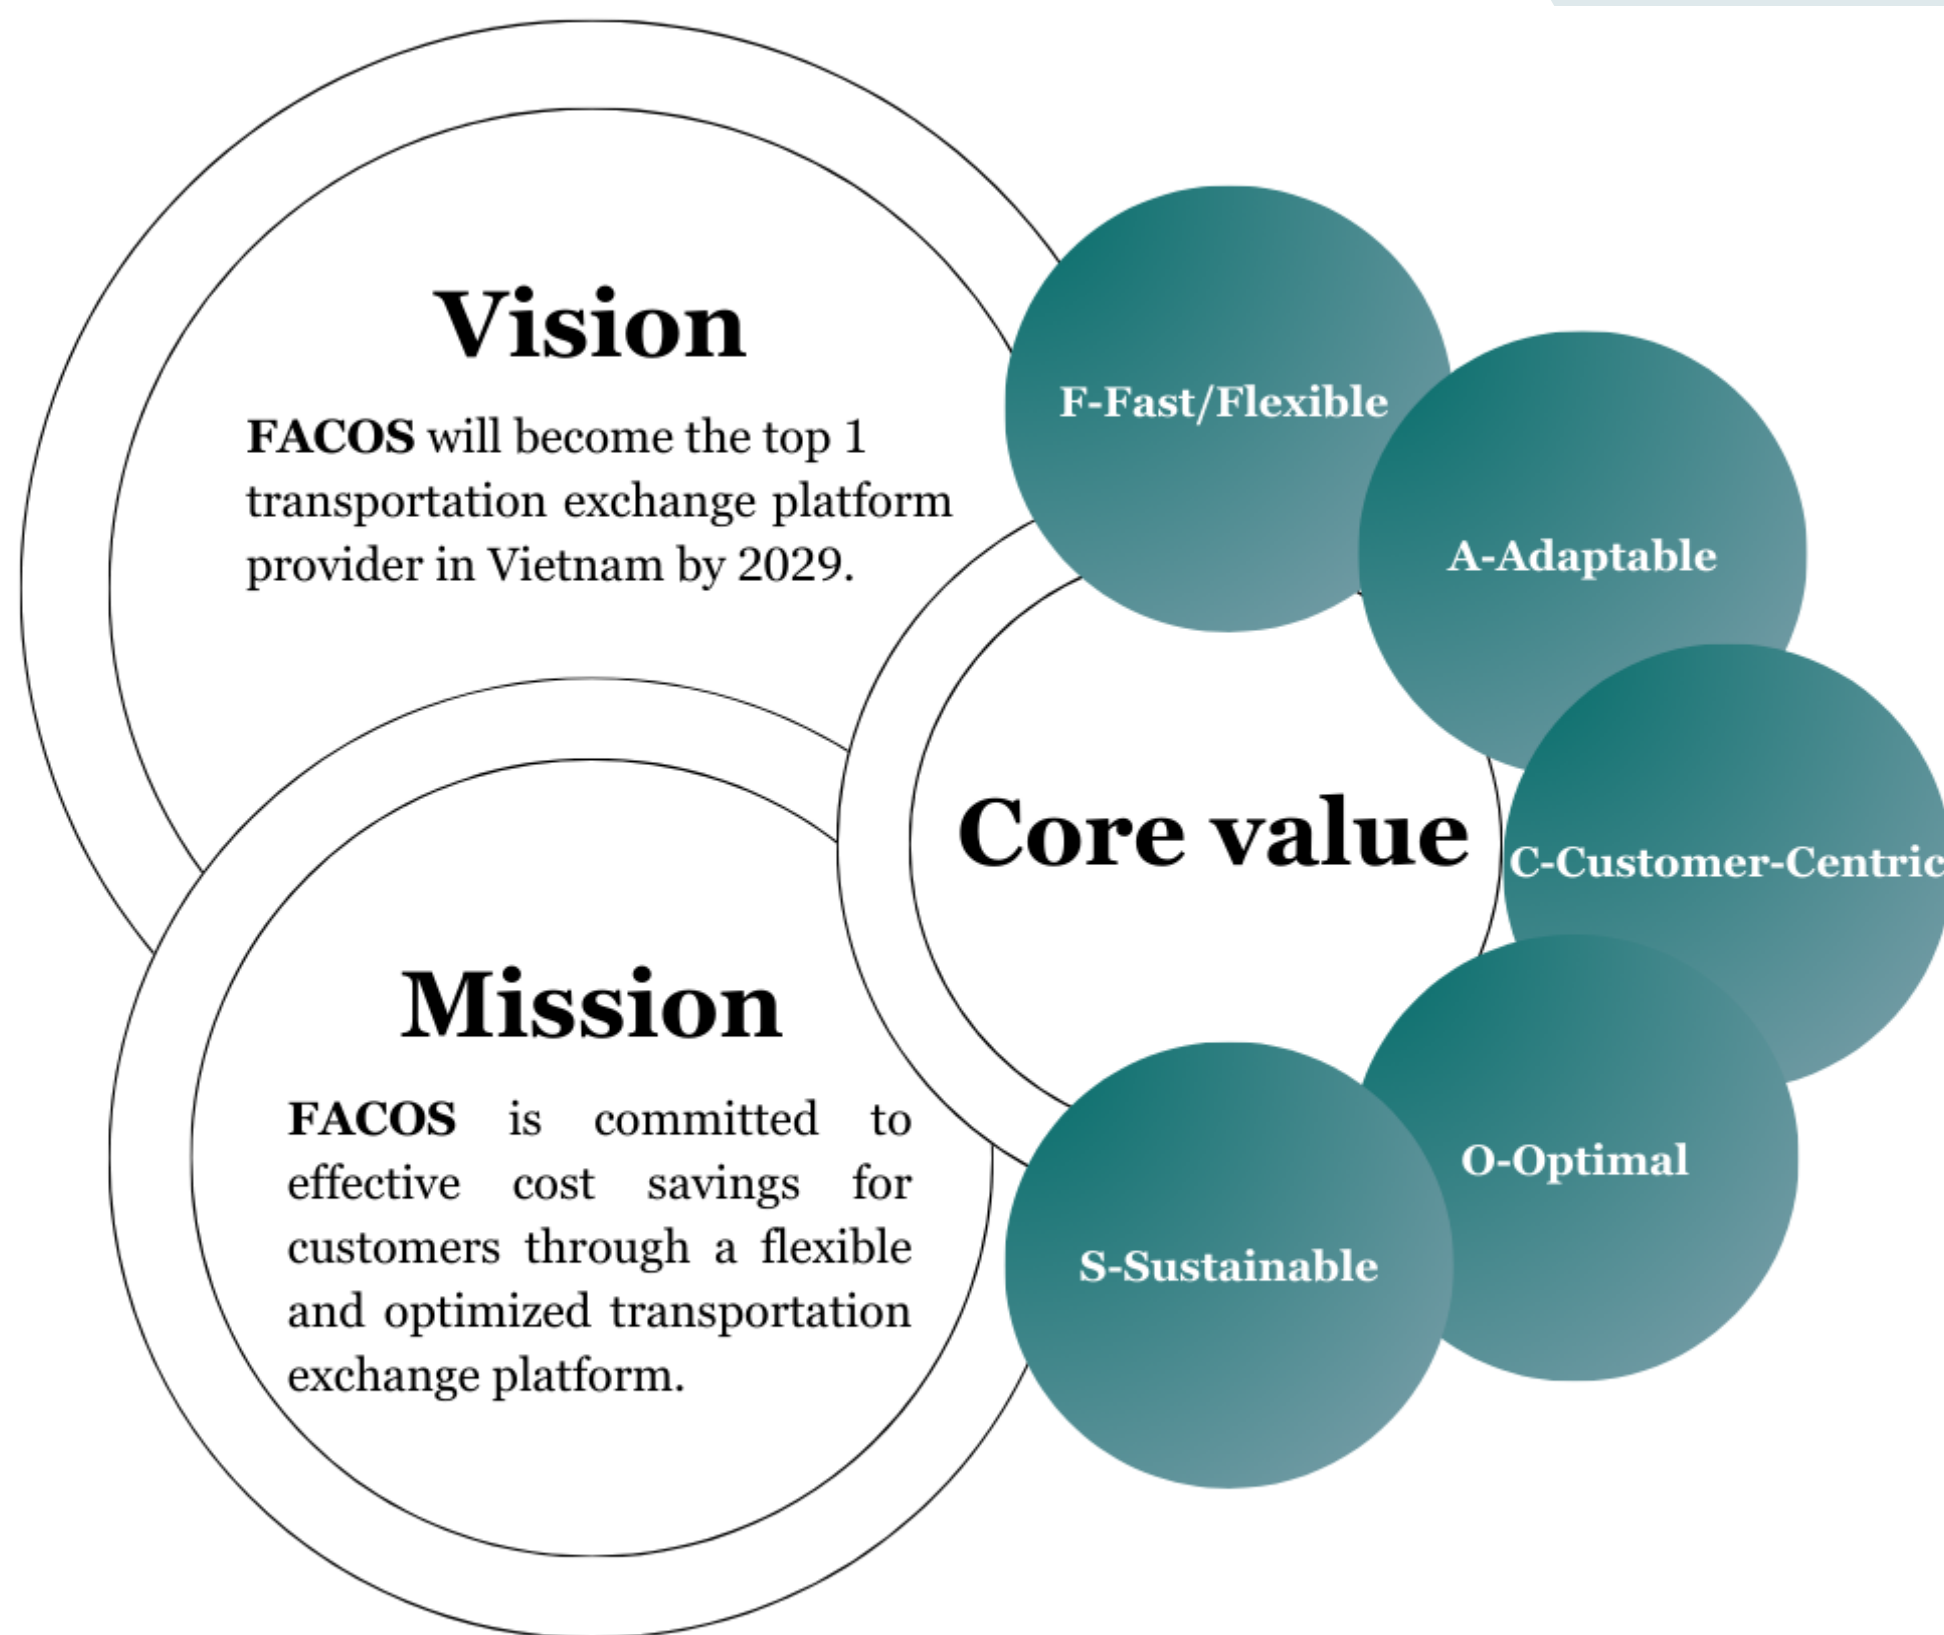 Vision
FACOS will become the top 1
transportation exchange platform
provider in Vietnam by 2029.
Mission
FACOS is committed to
effective cost savings for
customers through a flexible
and optimized transportation
exchange platform.
Core value
F-Fast/Flexible
A-Adaptable
C-Customer-Centric
O-Optimal
S-Sustainable